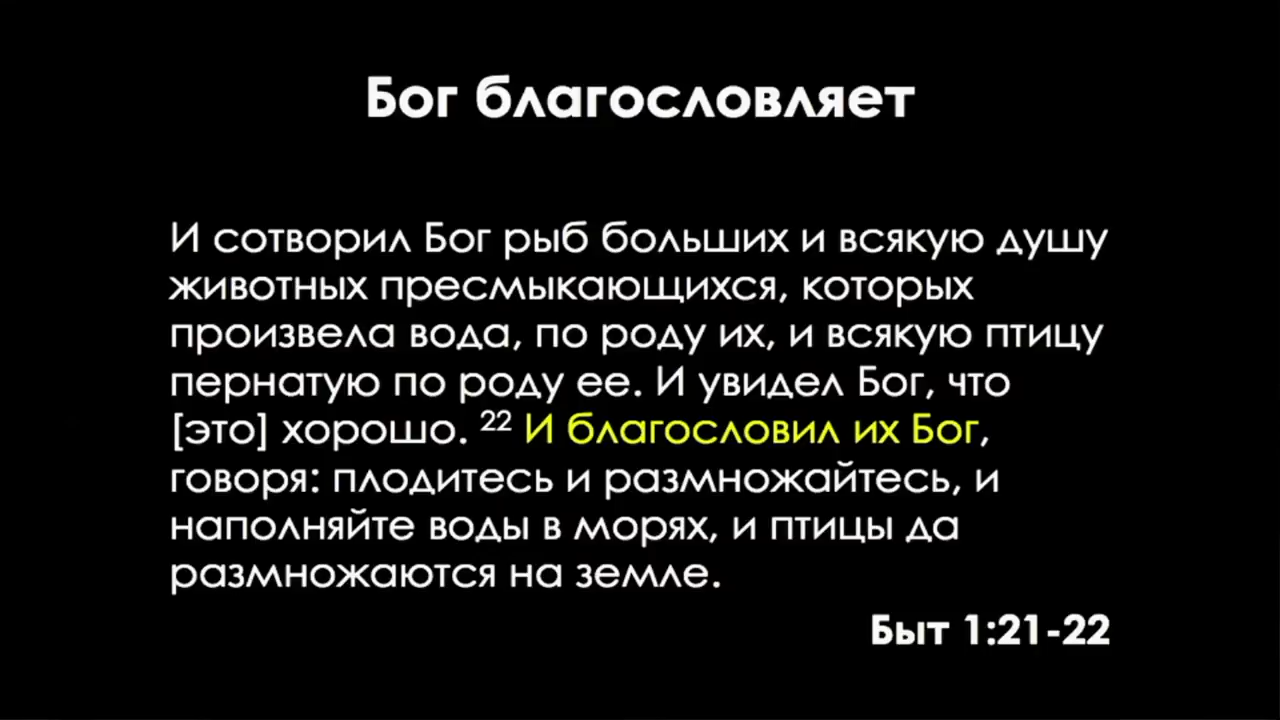 Бог благословляет
И сотворил Бог рыб больших и всякую душу
животных пресмыкающихся, которых
произвела вода, по роду их, и всякую птицу
пернатую по роду ее. И увидел Бог, что
[это] хорошо. ²² И благословил их Бог,
говоря: плодитесь и размножайтесь, и
наполняйте воды в морях, и птицы да
размножаются на земле.
Быт 1:21-22